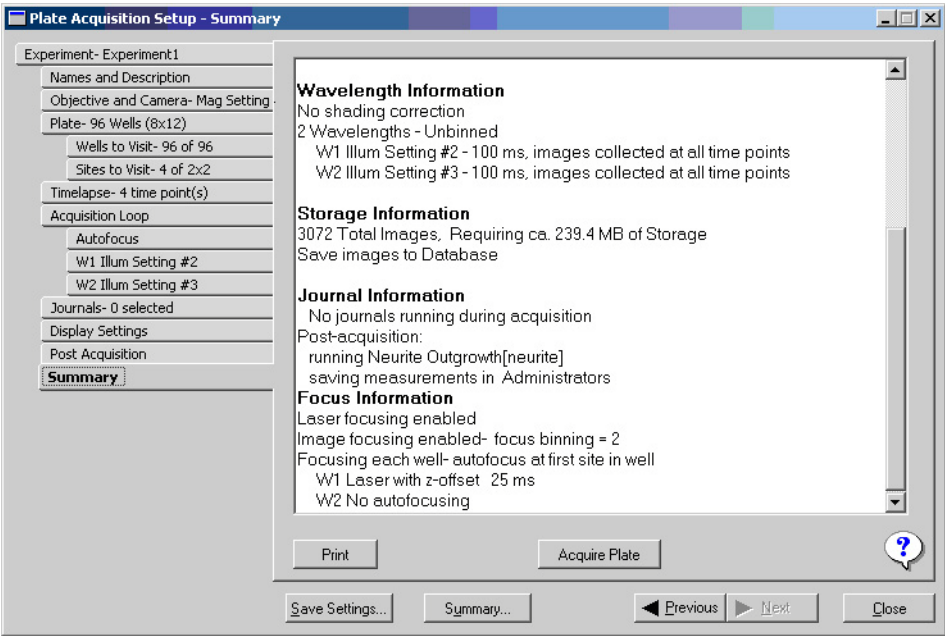 Plate Acquisition Setup - Summary
Experiment- Experiment1
Names and Description
Objective and Camera- Mag Setting
Plate- 96 Wells (8x12)
Wells to Visit- 96 of 96
Sites to Visit- 4 of 2x2
Timelapse- 4 time point(s)
Acquisition Loop
Autofocus
W1 Illum Setting #2
W2 Illum Setting #3
Journals- 0 selected
Display Settings
Post Acquisition
Summary
Wavelength Information
No shading correction
2 Wavelengths - Unbinned
W1 Illum Setting #2 - 100 ms, images collected at all time points
W2 Illum Setting #3 - 100 ms, images collected at all time points
Storage Information
3072 Total Images, Requiring ca. 239.4 MB of Storage
Save images to Database
Journal Information
No journals running during acquisition
Post-acquisition:
running Neurite Outgrowth[neurite]
saving measurements in Administrators
Focus Information
Laser focusing enabled
Image focusing enabled- focus binning = 2
Focusing each well- autofocus at first site in well
W1 Laser with z-offset 25 ms
W2 No autofocusing
Print
Acquire Plate
?
Save Settings...
Summary...
Previous
Next
Close